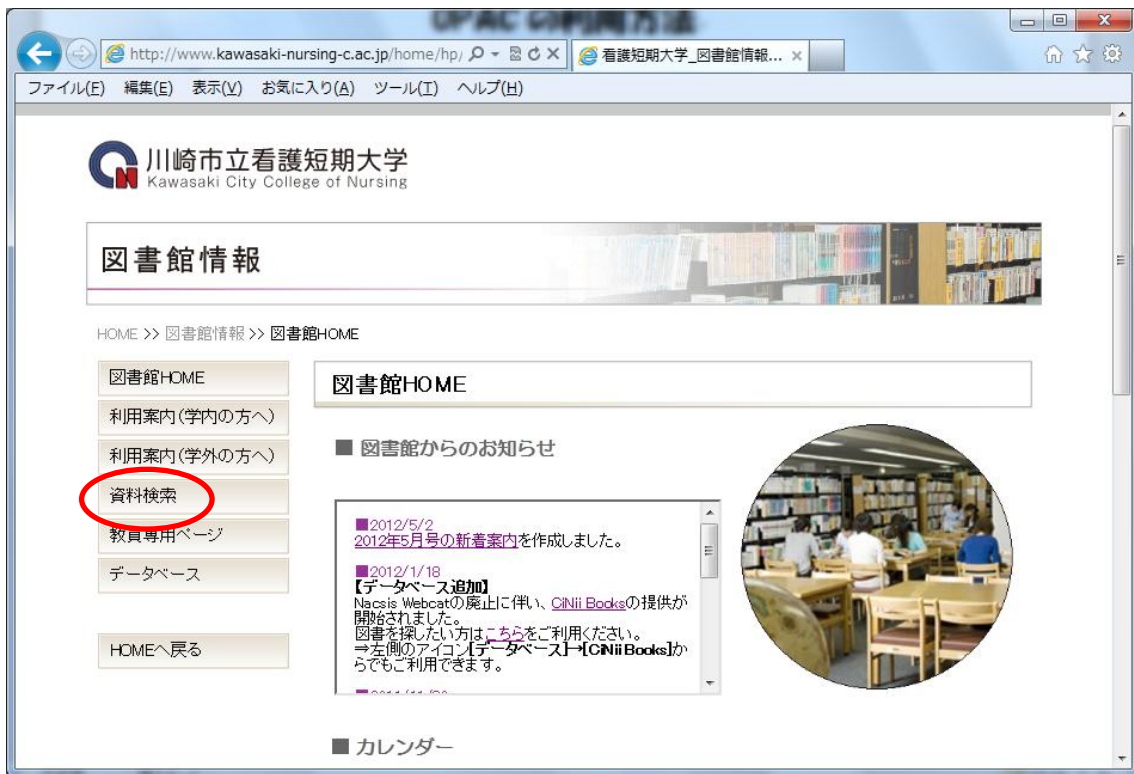 OPAC の利用方法
http://www.kawasaki-nursing-c.ac.jp/home/hp/
看護短期大学_図書館情報...
ファイル(F) 編集(E) 表示(V) お気に入り(A) ツール(T) ヘルプ(H)
川崎市立看護短期大学
Kawasaki City College of Nursing
図書館情報
HOME >> 図書館情報 >> 図書館HOME
図書館HOME
利用案内(学内の方へ)
利用案内(学外の方へ)
資料検索
教員専用ページ
データベース
HOMEへ戻る
図書館HOME
■ 図書館からのお知らせ
■2012/5/2
2012年5月号の新着案内を作成しました。
■2012/1/18
【データベース追加】
Nacsis Webcatの廃止に伴い、CiNii Booksの提供が
開始されました。
図書を探したい方はこちらをご利用ください。
⇒左側のアイコン[データベース]→[CiNii Books]か
らでもご利用できます。
■ カレンダー